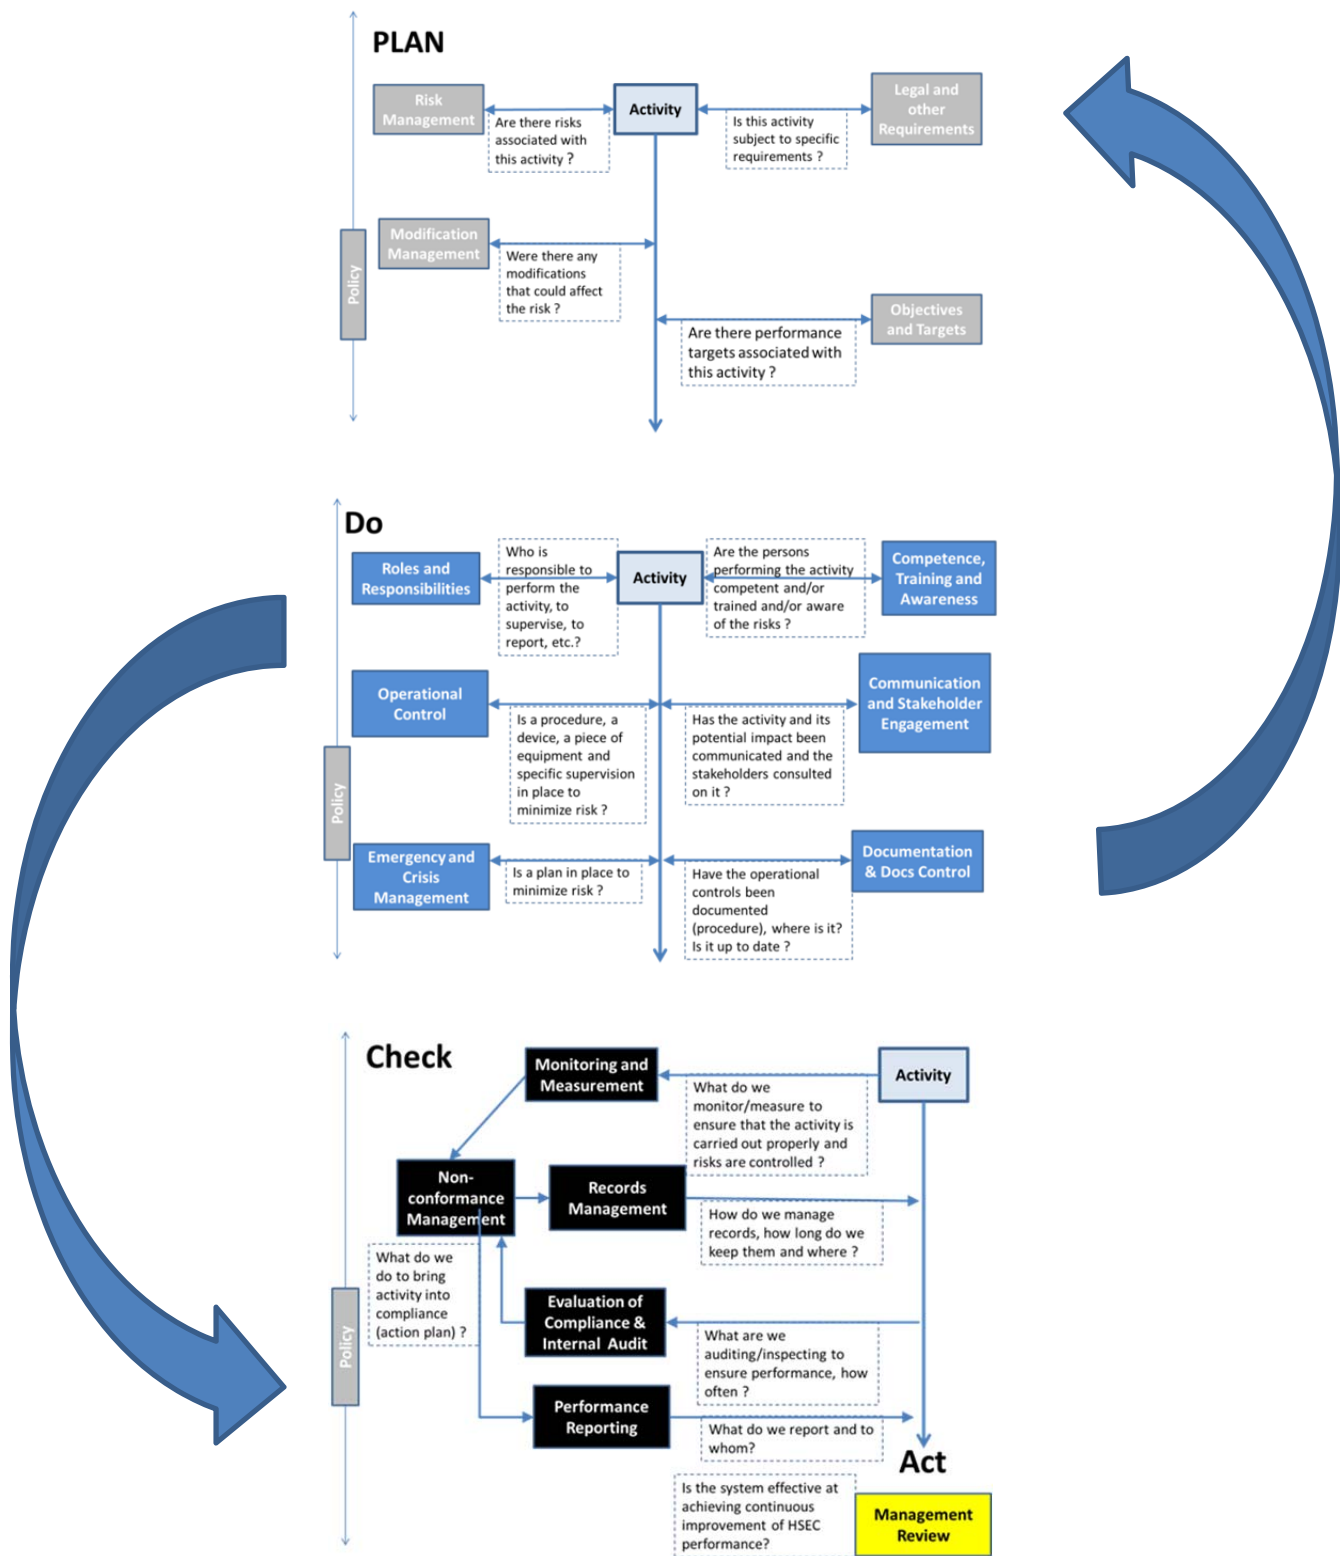 PLAN
Risk
Management
Activity
Legal and
other
Requirements
Are there risks
associated with
this activity ?
Is this activity
subject to specific
requirements ?
Modification
Management
Were there any
modifications
that could affect
the risk ?
Policy
Objectives
and Targets
Are there performance
targets associated with
this activity ?
Do
Roles and
Responsibilities
Who is
responsible to
perform the
activity, to
supervise, to
report, etc.?
Activity
Are the persons
performing the activity
competent and/or
trained and/or aware
of the risks ?
Competence,
Training and
Awareness
Operational
Control
Is a procedure, a
device, a piece of
equipment and
specific supervision
in place to
minimize risk ?
Has the activity and its
potential impact been
communicated and the
stakeholders consulted
on it ?
Communication
and Stakeholder
Engagement
Policy
Emergency and
Crisis
Management
Is a plan in place to
minimize risk ?
Have the operational
controls been
documented
(procedure), where is it?
Is it up to date ?
Documentation
& Docs Control
Check
Monitoring and
Measurement
Activity
What do we
monitor/measure to
ensure that the activity is
carried out properly and
risks are controlled ?
Non-
conformance
Management
Records
Management
How do we manage
records, how long do we
keep them and where ?
What do we
do to bring
activity into
compliance
(action plan) ?
Evaluation of
Compliance &
Internal Audit
What are we
auditing/inspecting to
ensure performance, how
often ?
Policy
Performance
Reporting
What do we report and to
whom?
Act
Is the system effective at
achieving continuous
improvement of HSEC
performance?
Management
Review